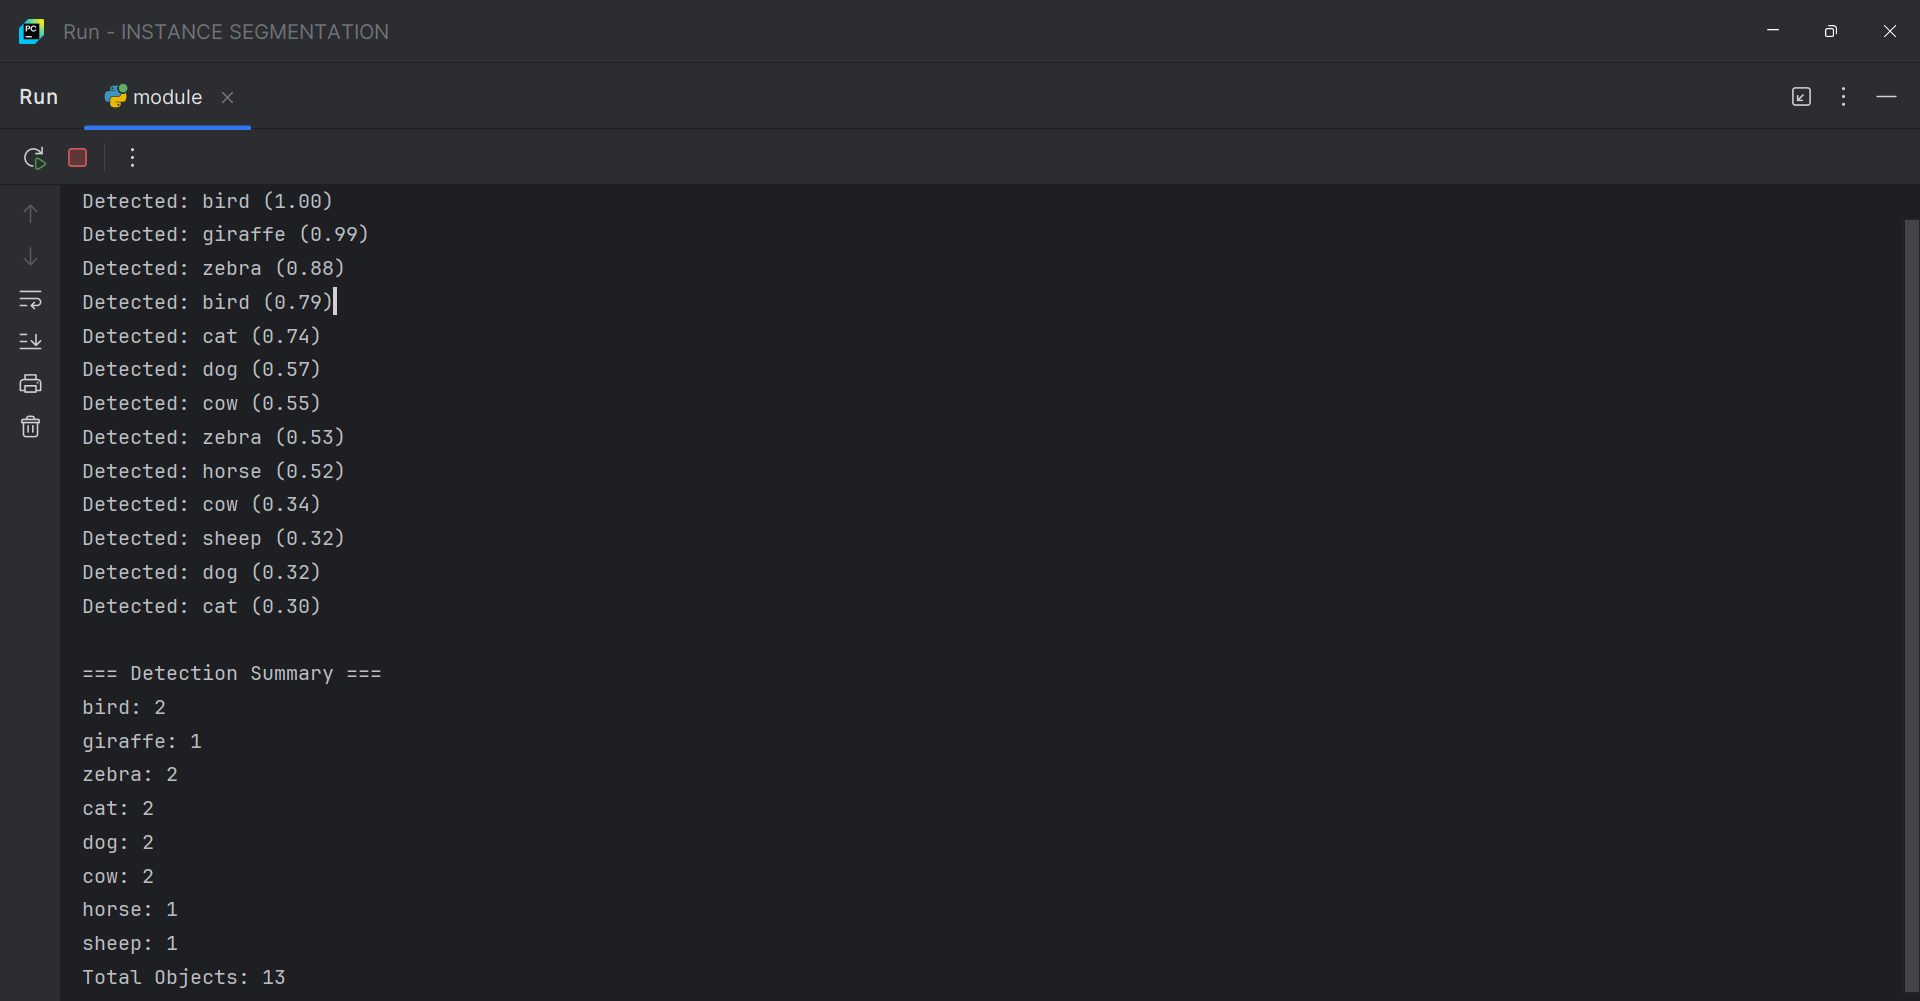 PC
Run - INSTANCE SEGMENTATION
Run
module
Detected: bird (1.00)
Detected: giraffe (0.99)
Detected: zebra (0.88)
Detected: bird (0.79)
Detected: cat (0.74)
Detected: dog (0.57)
Detected: cow (0.55)
Detected: zebra (0.53)
Detected: horse (0.52)
Detected: cow (0.34)
Detected: sheep (0.32)
Detected: dog (0.32)
Detected: cat (0.30)
=== Detection Summary ===
bird: 2
giraffe: 1
zebra: 2
cat: 2
dog: 2
cow: 2
horse: 1
sheep: 1
Total Objects: 13